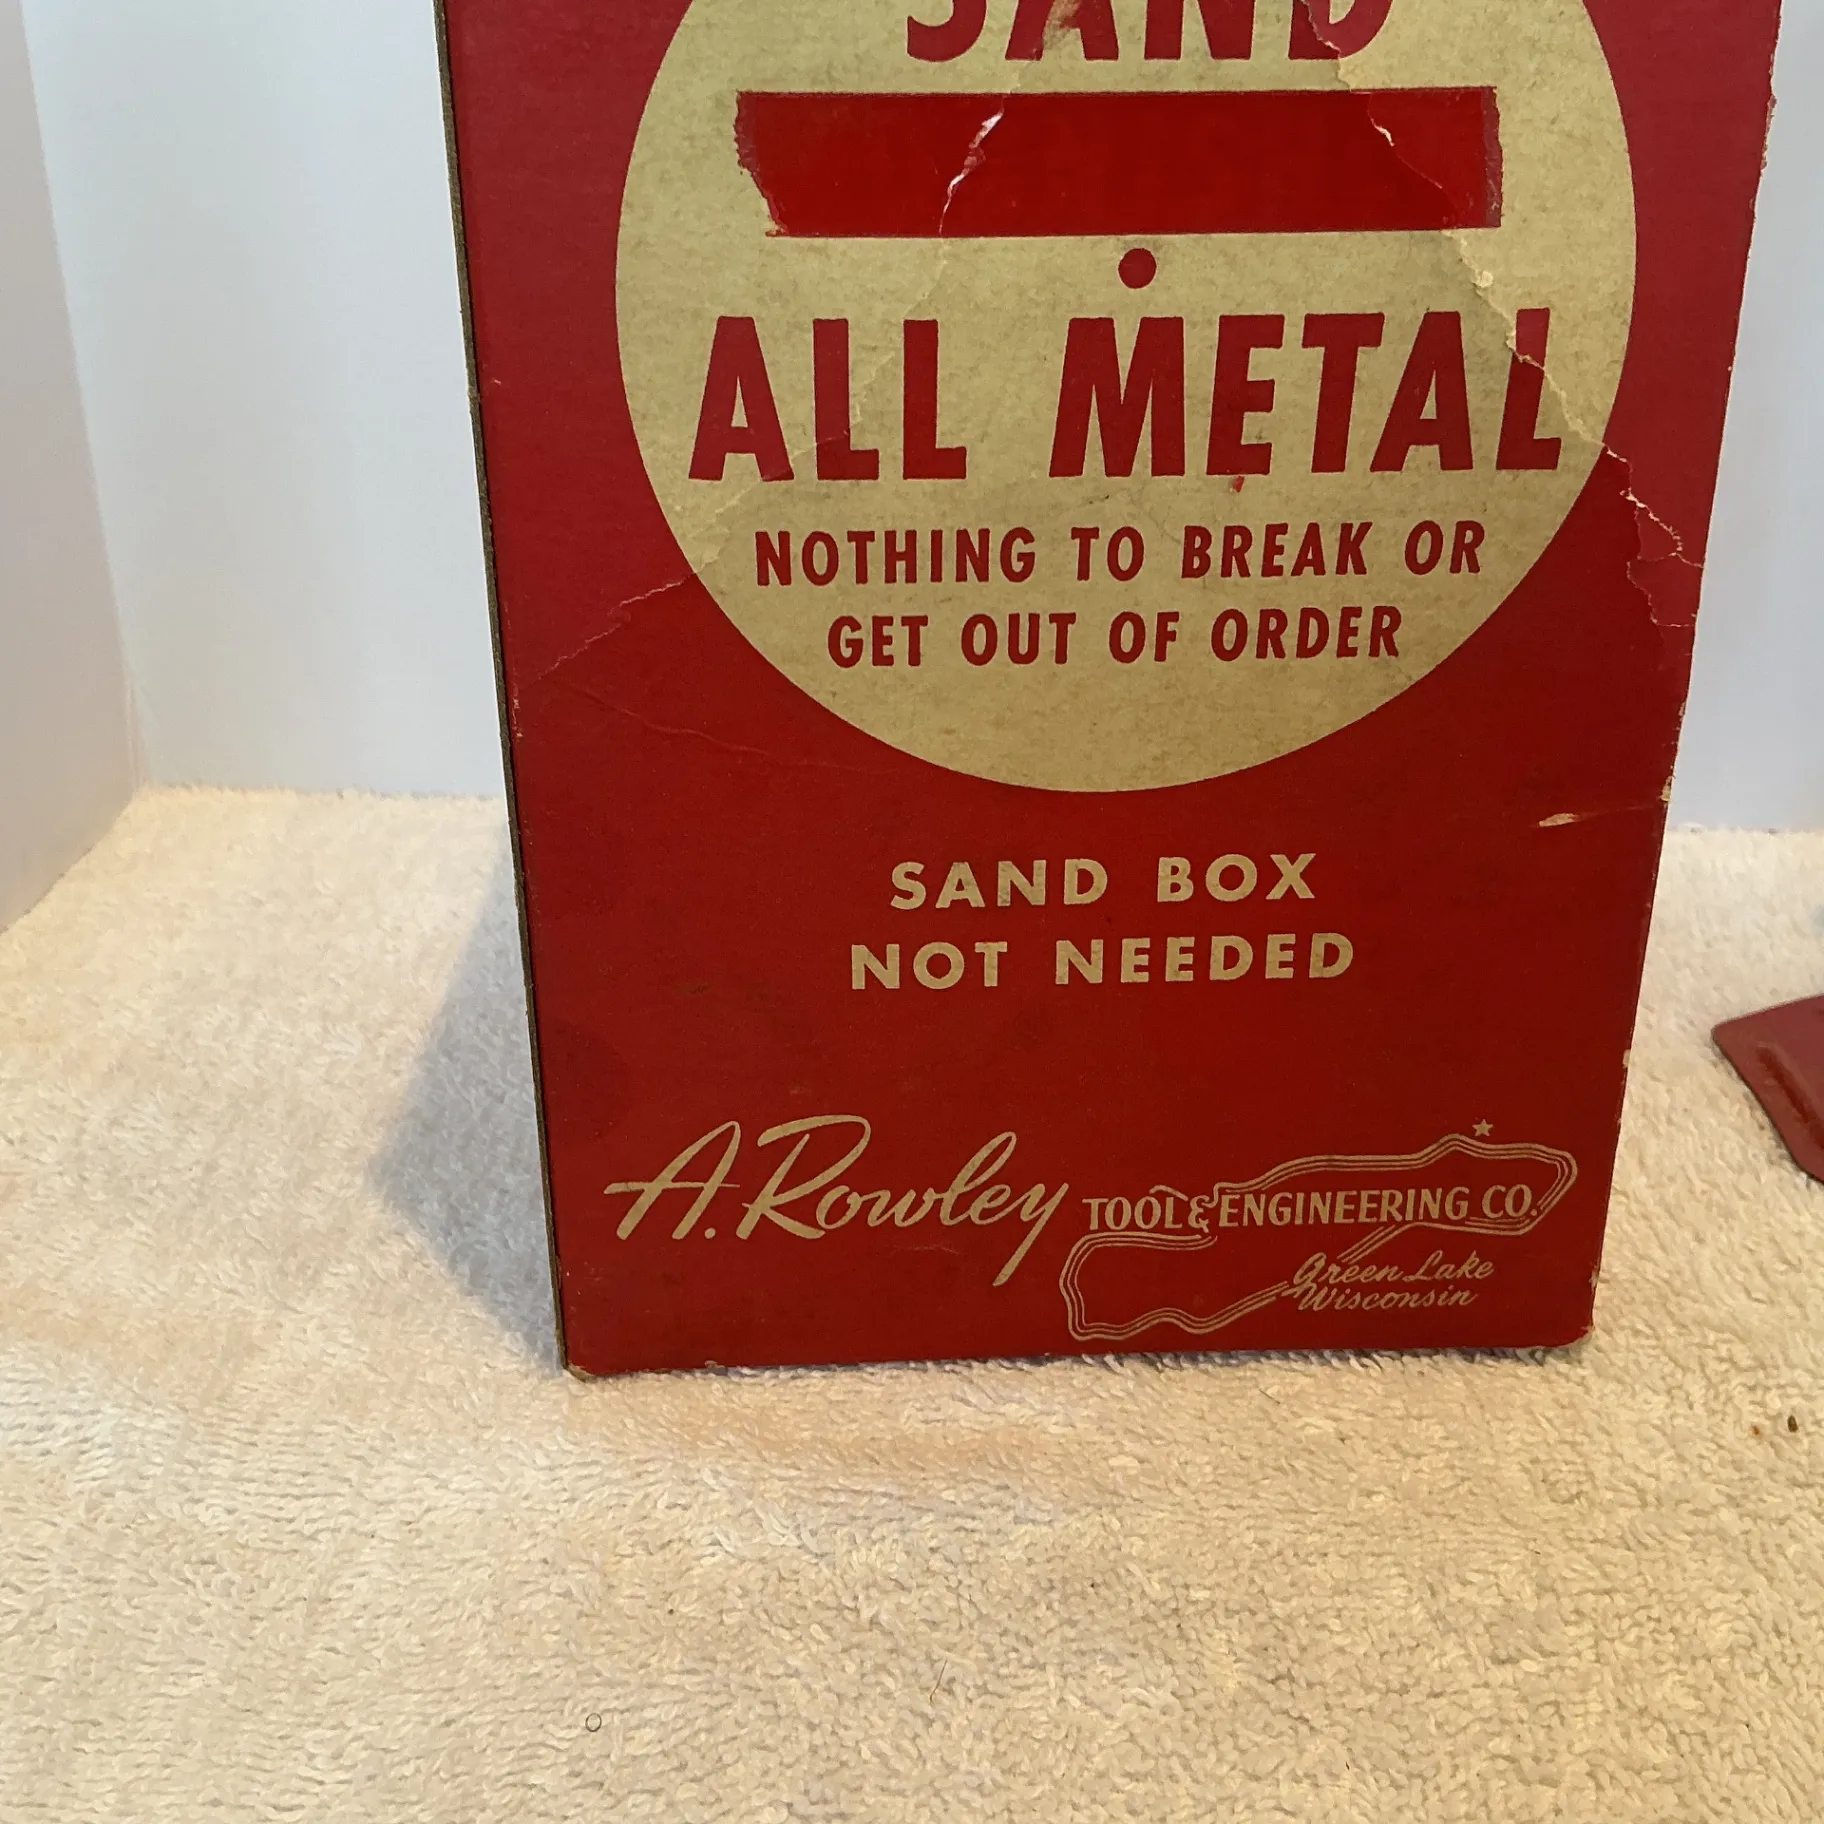 SAND
ALL METAL
NOTHING TO BREAK OR
GET OUT OF ORDER
SAND BOX
NOT NEEDED
A. Rowley TOOL & ENGINEERING CO.
Green Lake
Wisconsin